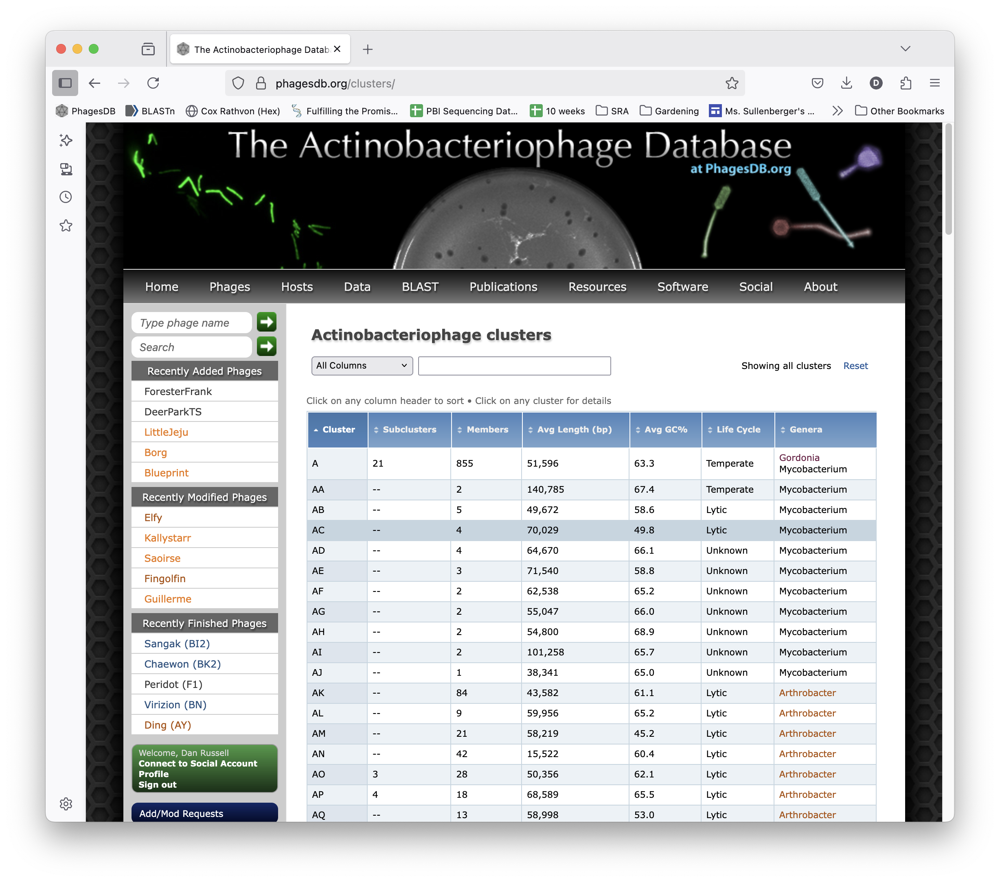 The Actinobacteriophage Datab
phagesdb.org/clusters/
D
PhagesDB BLASTn Cox Rathvon (Hex) Fulfilling the Promis... PBI Sequencing Dat... 10 weeks SRA Gardening Ms. Sullenberger's ... Other Bookmarks
The Actinobacteriophage Database
at PhagesDB.org
Home Phages Hosts Data BLAST Publications Resources Software Social About
Type phage name
Search
Recently Added Phages
ForesterFrank
DeerParkTS
LittleJeju
Borg
Blueprint
Recently Modified Phages
Elfy
Kallystarr
Saoirse
Fingolfin
Guillerme
Recently Finished Phages
Sangak (BI2)
Chaewon (BK2)
Peridot (F1)
Virizion (BN)
Ding (AY)
Welcome, Dan Russell
Connect to Social Account
Profile
Sign out
Add/Mod Requests
Actinobacteriophage clusters
All Columns Showing all clusters Reset
Click on any column header to sort • Click on any cluster for details
Cluster Subclusters Members Avg Length (bp) Avg GC% Life Cycle Genera
A 21 855 51,596 63.3 Temperate Gordonia
Mycobacterium
AA -- 2 140,785 67.4 Temperate Mycobacterium
AB -- 5 49,672 58.6 Lytic Mycobacterium
AC -- 4 70,029 49.8 Lytic Mycobacterium
AD -- 4 64,670 66.1 Unknown Mycobacterium
AE -- 3 71,540 58.8 Unknown Mycobacterium
AF -- 2 62,538 65.2 Unknown Mycobacterium
AG -- 2 55,047 66.0 Unknown Mycobacterium
AH -- 2 54,800 68.9 Unknown Mycobacterium
AI -- 2 101,258 65.7 Unknown Mycobacterium
AJ -- 1 38,341 65.0 Unknown Mycobacterium
AK -- 84 43,582 61.1 Lytic Arthrobacter
AL -- 9 59,956 65.2 Lytic Arthrobacter
AM -- 21 58,219 45.2 Lytic Arthrobacter
AN -- 42 15,522 60.4 Lytic Arthrobacter
AO 3 28 50,356 62.1 Lytic Arthrobacter
AP 4 18 68,589 65.5 Lytic Arthrobacter
AQ -- 13 58,998 53.0 Lytic Arthrobacter